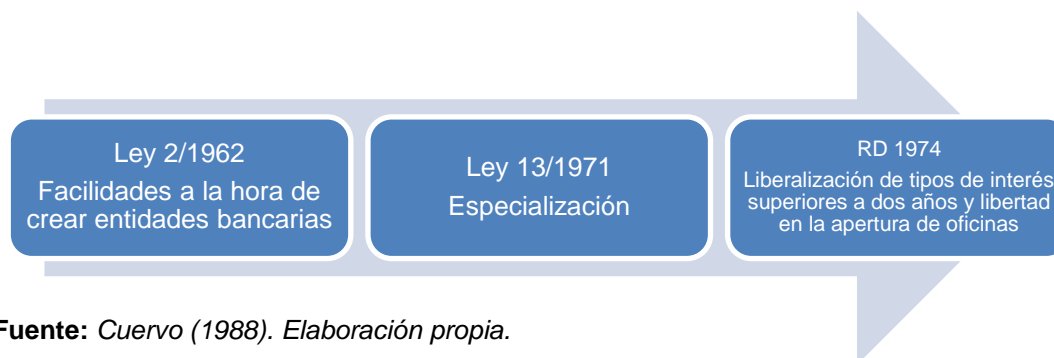 Ley 2/1962
Facilidades a la hora de
crear entidades bancarias
Ley 13/1971
Especialización
RD 1974
Liberalización de tipos de interés
superiores a dos años y libertad
en la apertura de oficinas
Fuente: Cuervo (1988). Elaboración propia.